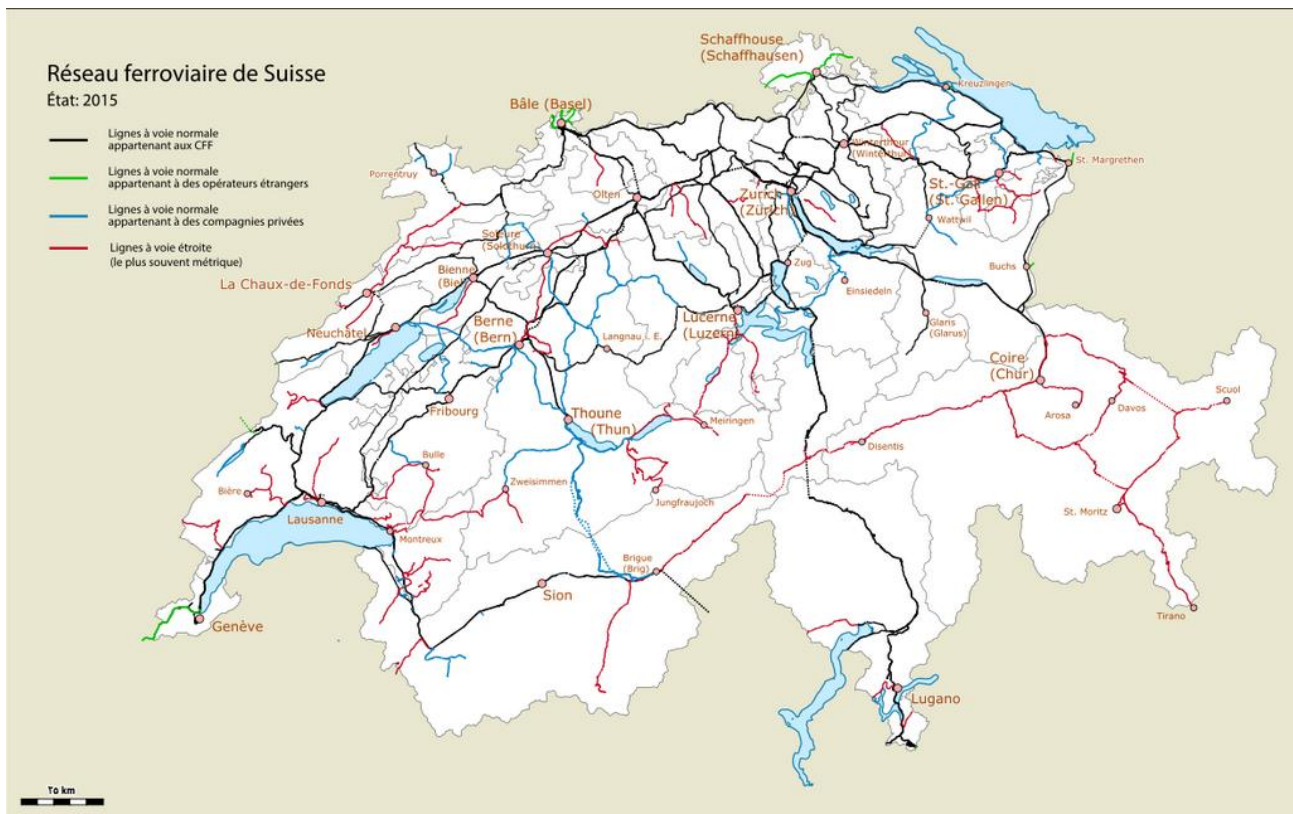 Réseau ferroviaire de Suisse
État: 2015
Lignes à voie normale
appartenant aux CFF
Lignes à voie normale
appartenant à des opérateurs étrangers
Lignes à voie normale
appartenant à des compagnies privées
Lignes à voie étroite
(le plus souvent métrique)
Schaffhouse
(Schaffhausen)
Kreuzlingen
Bâle (Basel)
Winterthour
(Winterthur)
St. Margrethen
Porrentruy
St.-Gall
(St. Gallen)
Olten
Zurich
(Zürich)
Wattwil
Soleure
(Solothurn)
Bienne
(Biel)
Zug
Buchs
La Chaux-de-Fonds
Einsiedeln
Neuchâtel
Berne
(Bern)
Lucerne
(Luzern)
Glaris
(Glarus)
Langnau i. E.
Coire
(Chur)
Scuol
Fribourg
Thoune
(Thun)
Meiringen
Arosa
Davos
Disentis
Bulle
Zweisimmen
Jungfraujoch
Bière
Lausanne
Montreux
St. Moritz
Brigue
(Brig)
Sion
Tirano
Genève
Lugano